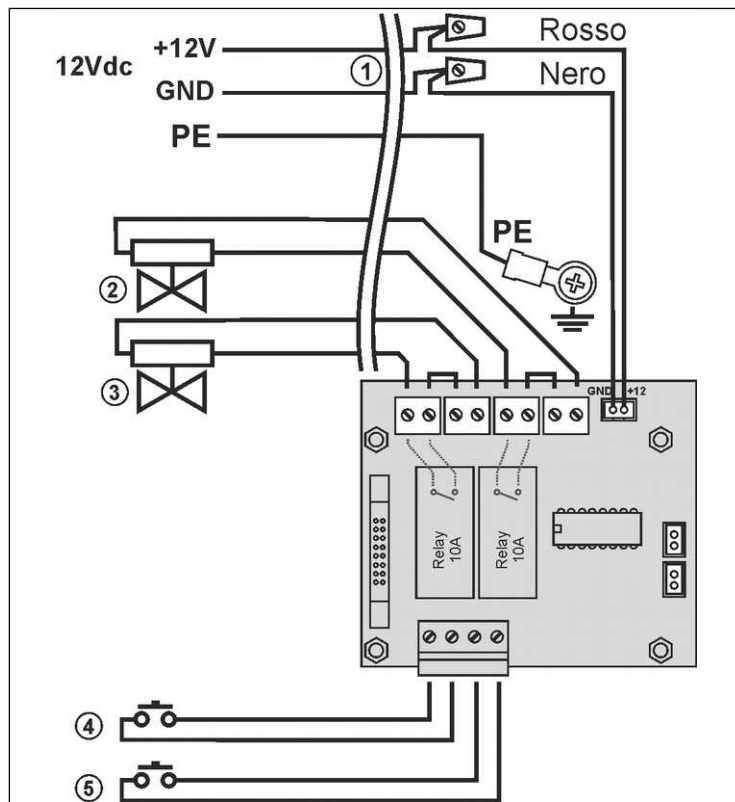 Rosso
+12V
12Vdc
①
Nero
GND
PE
PE
②
③
GND +12
Relay
10A
Relay
10A
④
⑤